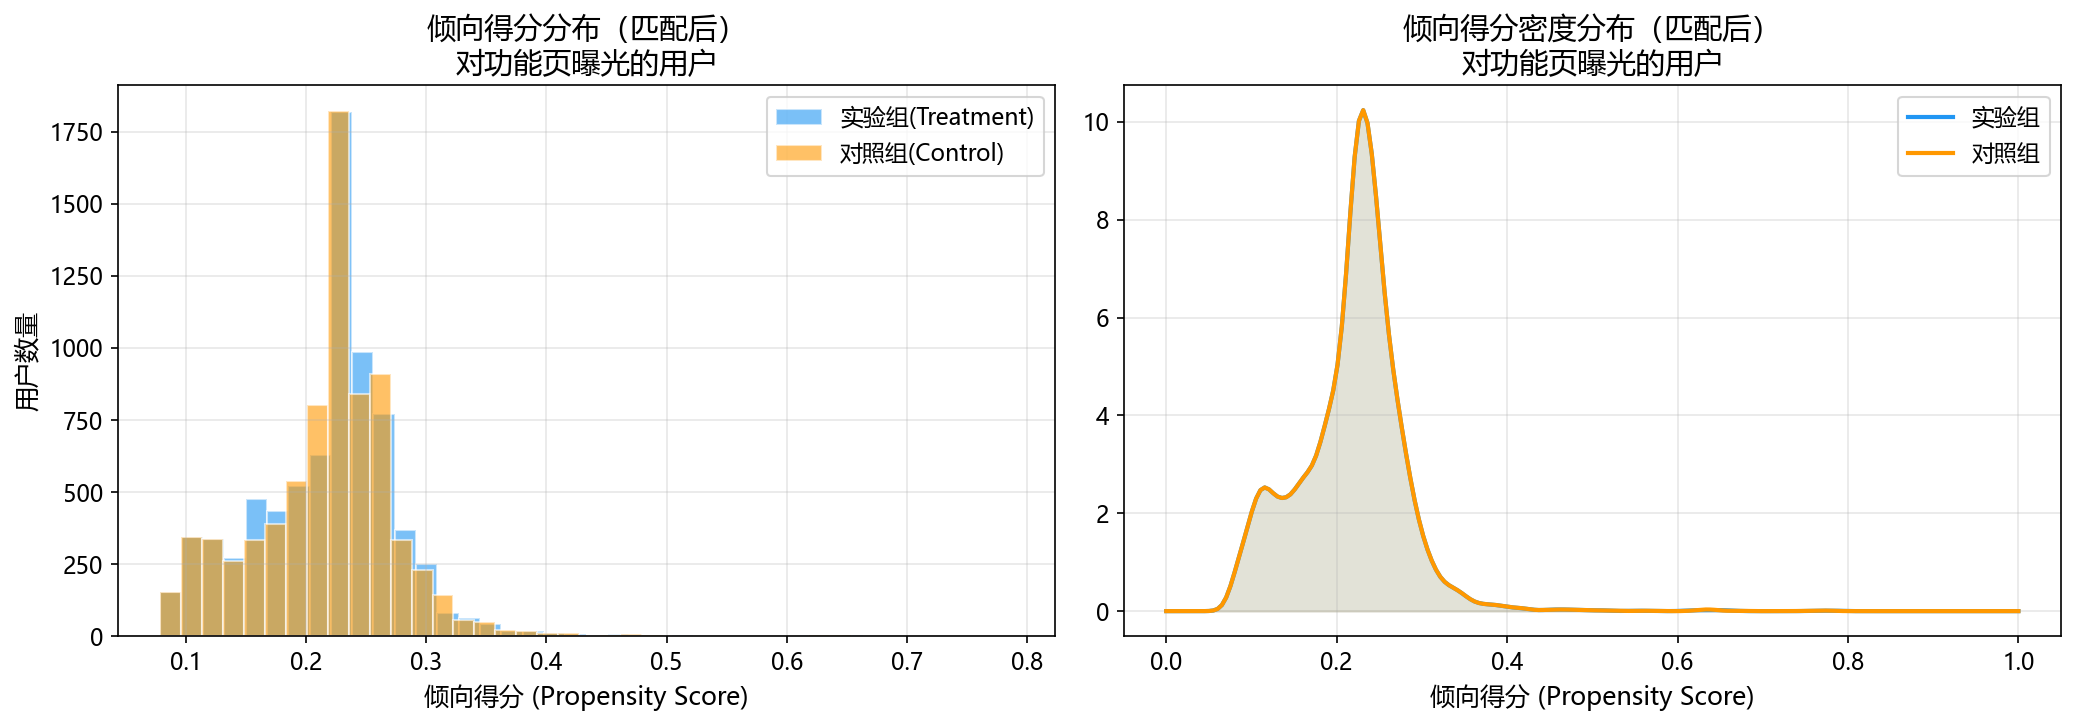 倾向得分分布（匹配后）
对功能页曝光的用户
用户数量
1750
1500
1250
1000
750
500
250
0
实验组(Treatment)
对照组(Control)
0.1 0.2 0.3 0.4 0.5 0.6 0.7 0.8
倾向得分 (Propensity Score)
倾向得分密度分布（匹配后）
对功能页曝光的用户
10
8
6
4
2
0
实验组
对照组
0.0 0.2 0.4 0.6 0.8 1.0
倾向得分 (Propensity Score)